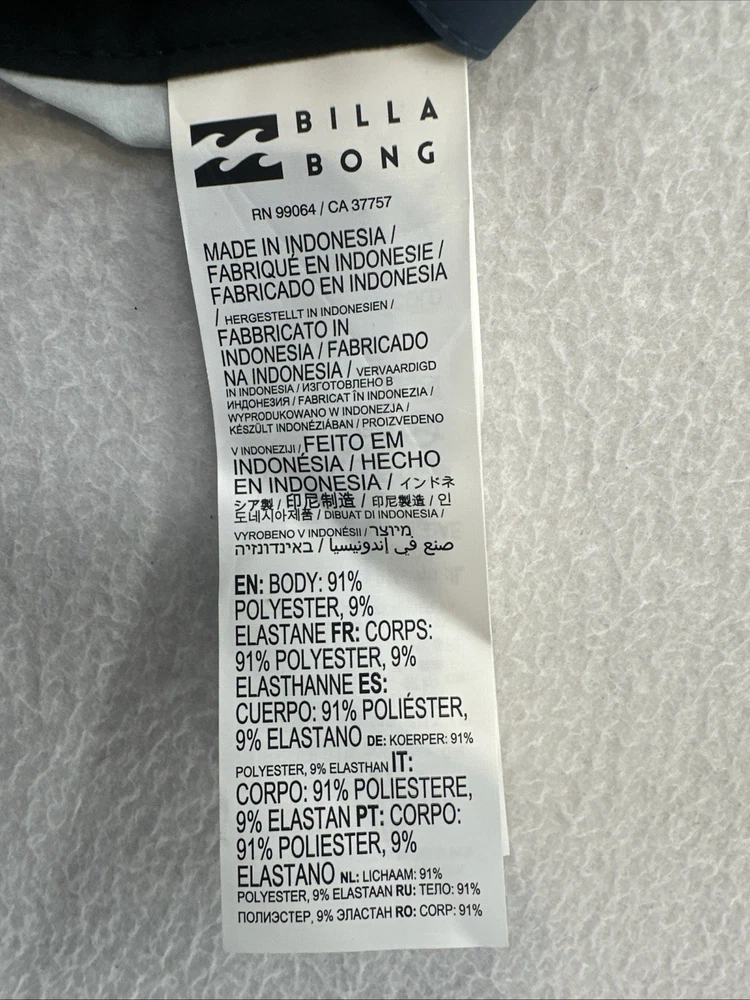 BILLA
BONG
RN 99064 / CA 37757
MADE IN INDONESIA /
FABRIQUÉ EN INDONESIE /
FABRICADO EN INDONESIA
/ HERGESTELLT IN INDONESIEN /
FABBRICATO IN
INDONESIA / FABRICADO
NA INDONESIA / VERVAARDIGD
IN INDONESIA / ИЗГОТОВЛЕНО В
ИНДОНЕЗИЯ / FABRICAT ÎN INDONEZIA /
WYPRODUKOWANO W INDONEZJA /
KÉSZÜLT INDONÉZIÁBAN / PROIZVEDENO
V INDONEZIJI / FEITO EM
INDONÉSIA / HECHO
EN INDONESIA / インドネ
シア製 / 印尼制造 / 印尼製造 / 인
도네시아제품 / DIBUAT DI INDONESIA /
VYROBENO V INDONÉSII / מיוצר
באינדונזיה / صنع في إندونيسيا
EN: BODY: 91%
POLYESTER, 9%
ELASTANE FR: CORPS:
91% POLYESTER, 9%
ELASTHANNE ES:
CUERPO: 91% POLIÉSTER,
9% ELASTANO DE: KOERPER: 91%
POLYESTER, 9% ELASTHAN IT:
CORPO: 91% POLIESTERE,
9% ELASTAN PT: CORPO:
91% POLIESTER, 9%
ELASTANO NL: LICHAAM: 91%
POLYESTER, 9% ELASTAAN RU: ТЕЛО: 91%
ПОЛИЭСТЕР, 9% ЭЛАСТАН RO: CORP: 91%